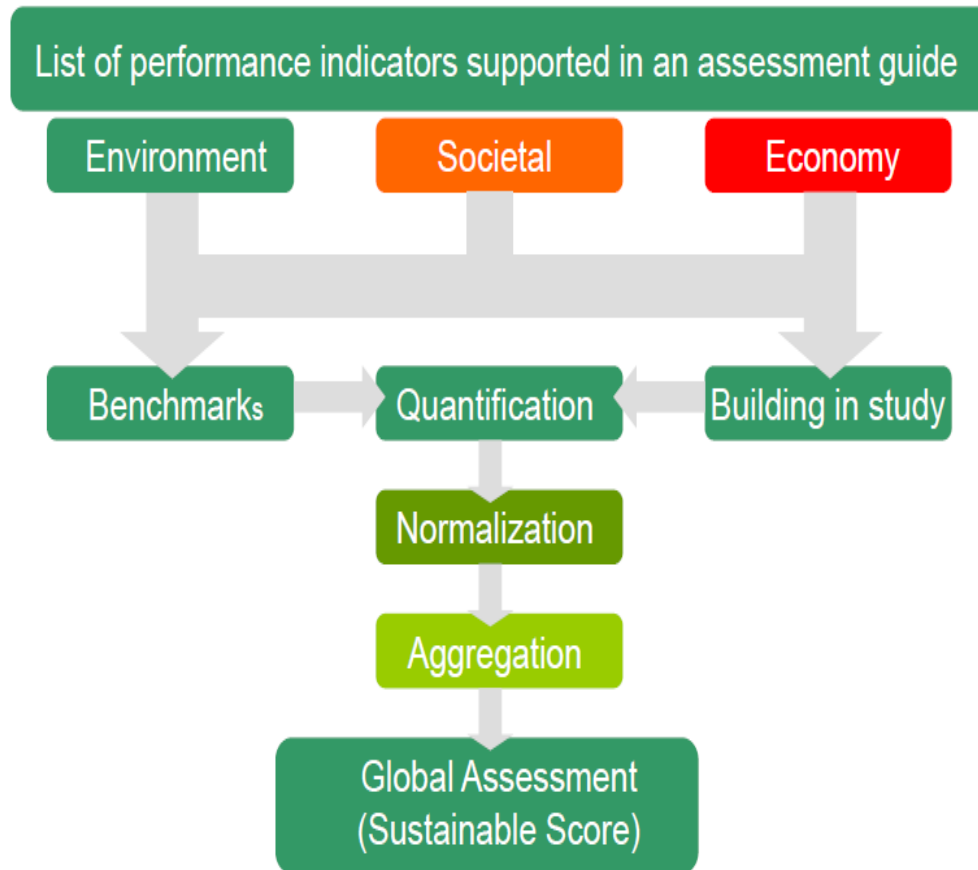 List of performance indicators supported in an assessment guide
Environment
Societal
Economy
Benchmarks
Quantification
Building in study
Normalization
Aggregation
Global Assessment
(Sustainable Score)